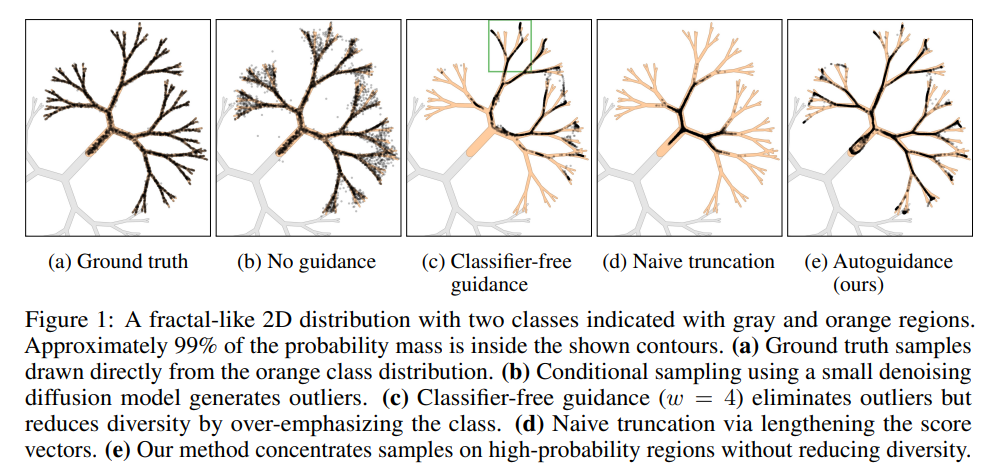 (a) Ground truth (b) No guidance (c) Classifier-free guidance (d) Naive truncation (e) Autoguidance (ours)
Figure 1: A fractal-like 2D distribution with two classes indicated with gray and orange regions.
Approximately 99% of the probability mass is inside the shown contours. (a) Ground truth samples
drawn directly from the orange class distribution. (b) Conditional sampling using a small denoising
diffusion model generates outliers. (c) Classifier-free guidance (w = 4) eliminates outliers but
reduces diversity by over-emphasizing the class. (d) Naive truncation via lengthening the score
vectors. (e) Our method concentrates samples on high-probability regions without reducing diversity.